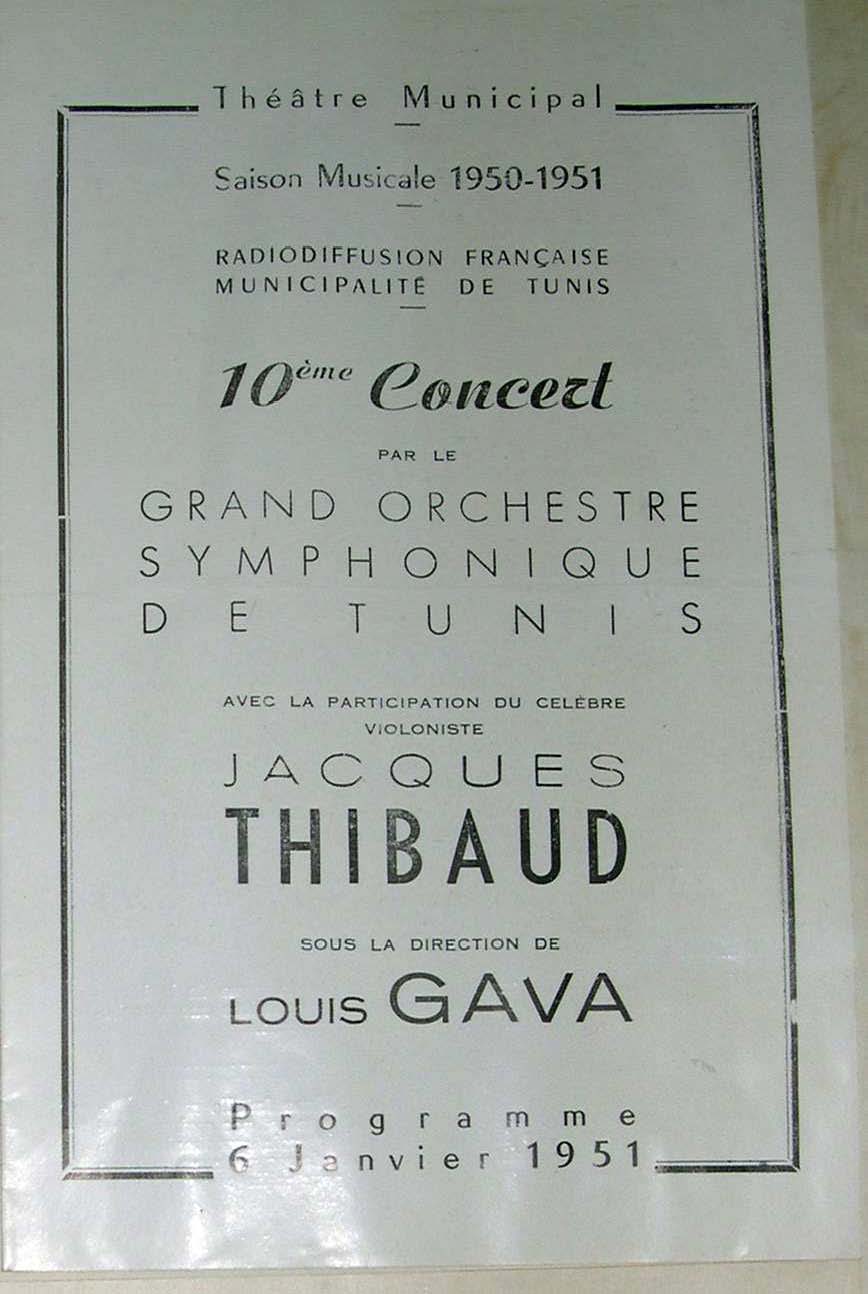 Théâtre Municipal
Saison Musicale 1950-1951
RADIODIFFUSION FRANÇAISE
MUNICIPALITÉ DE TUNIS
10ème Concert
PAR LE
GRAND ORCHESTRE
SYMPHONIQUE
DE TUNIS
AVEC LA PARTICIPATION DU CELÈBRE
VIOLONISTE
JACQUES
THIBAUD
SOUS LA DIRECTION DE
LOUIS GAVA
Programme
6 Janvier 1951